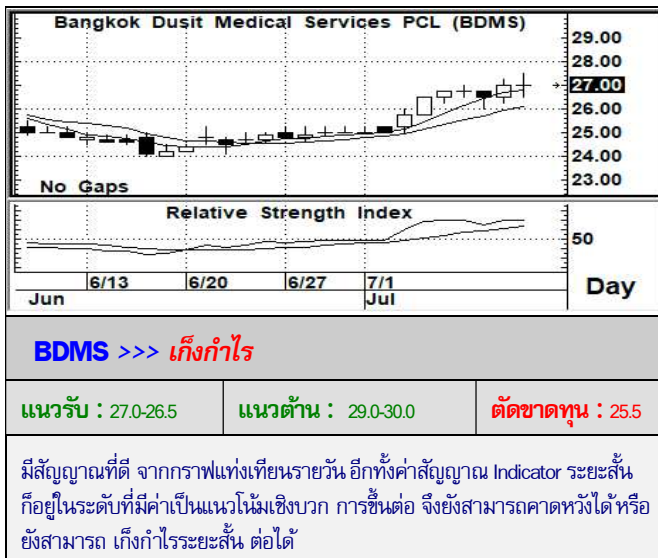 Bangkok Dusit Medical Services PCL (BDMS)
29.00
28.00
27.00
26.00
25.00
24.00
23.00
No Gaps
Relative Strength Index
50
6/13 6/20 6/27 7/1
Jun Jul
Day
BDMS >>> เก็งกำไร
แนวรับ : 27.0-26.5 แนวต้าน : 29.0-30.0 ตัดขาดทุน : 25.5
มีสัญญาณที่ดี จากกราฟแท่งเทียนรายวัน อีกทั้งค่าสัญญาณ Indicator ระยะสั้น
ก็อยู่ในระดับที่มีค่าเป็นแนวโน้มเชิงบวก การขึ้นต่อ จึงยังสามารถคาดหวังได้ หรือ
ยังสามารถ เก็งกำไรระยะสั้น ต่อได้